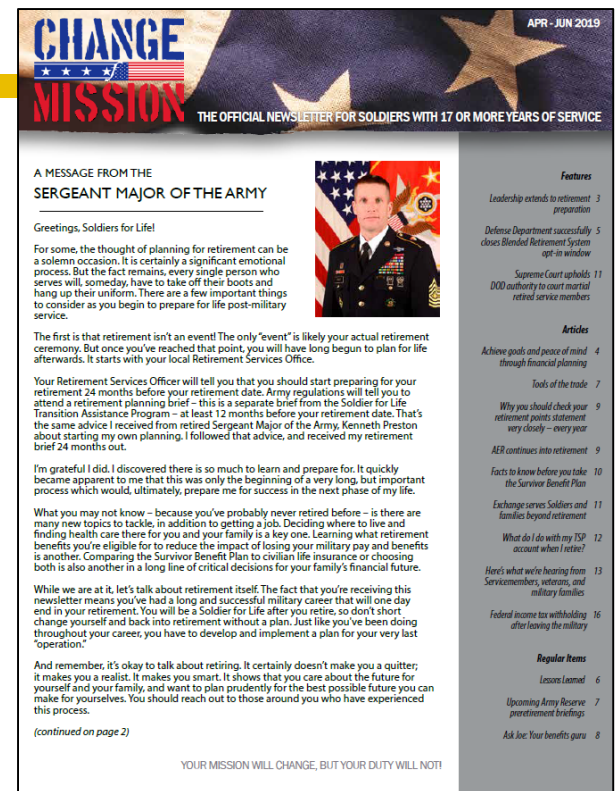 APR - JUN 2019
CHANGE
of
MISSION
THE OFFICIAL NEWSLETTER FOR SOLDIERS WITH 17 OR MORE YEARS OF SERVICE
A MESSAGE FROM THE
SERGEANT MAJOR OF THE ARMY
Greetings, Soldiers for Life!
For some, the thought of planning for retirement can be
a solemn occasion. It is certainly a significant emotional
process. But the fact remains, every single person who
serves will, someday, have to take off their boots and
hang up their uniform. There are a few important things
to consider as you begin to prepare for life post-military
service.
The first is that retirement isn't an event! The only "event" is likely your actual retirement
ceremony. But once you've reached that point, you will have long begun to plan for life
afterwards. It starts with your local Retirement Services Office.
Your Retirement Services Officer will tell you that you should start preparing for your
retirement 24 months before your retirement date. Army regulations will tell you to
attend a retirement planning brief – this is a separate brief from the Soldier for Life
Transition Assistance Program – at least 12 months before your retirement date. That's
the same advice I received from retired Sergeant Major of the Army, Kenneth Preston
about starting my own planning. I followed that advice, and received my retirement
brief 24 months out.
I'm grateful I did. I discovered there is so much to learn and prepare for. It quickly
became apparent to me that this was only the beginning of a very long, but important
process which would, ultimately, prepare me for success in the next phase of my life.
What you may not know – because you've probably never retired before – is there are
many new topics to tackle, in addition to getting a job. Deciding where to live and
finding health care there for you and your family is a key one. Learning what retirement
benefits you're eligible for to reduce the impact of losing your military pay and benefits
is another. Comparing the Survivor Benefit Plan to civilian life insurance or choosing
both is also another in a long line of critical decisions for your family's financial future.
While we are at it, let's talk about retirement itself. The fact that you're receiving this
newsletter means you've had a long and successful military career that will one day
end in your retirement. You will be a Soldier for Life after you retire, so don't short
change yourself and back into retirement without a plan. Just like you've been doing
throughout your career, you have to develop and implement a plan for your very last
"operation."
And remember, it's okay to talk about retiring. It certainly doesn't make you a quitter;
it makes you a realist. It makes you smart. It shows that you care about the future for
yourself and your family, and want to plan prudently for the best possible future you can
make for yourselves. You should reach out to those around you who have experienced
this process.
(continued on page 2)
YOUR MISSION WILL CHANGE, BUT YOUR DUTY WILL NOT!
Features
Leadership extends to retirement 3
preparation
Defense Department successfully 5
closes Blended Retirement System
opt-in window
Supreme Court upholds 11
DOD authority to court martial
retired service members
Articles
Achieve goals and peace of mind 4
through financial planning
Tools of the trade 7
Why you should check your 9
retirement points statement
very closely – every year
AER continues into retirement 9
Facts to know before you take 10
the Survivor Benefit Plan
Exchange serves Soldiers and 11
families beyond retirement
What do I do with my TSP 12
account when I retire?
Here's what we're hearing from 13
Servicemembers, veterans, and
military families
Federal income tax withholding 16
after leaving the military
Regular Items
Lessons Learned 6
Upcoming Army Reserve 7
preretirement briefings
Ask Joe: Your benefits guru 8